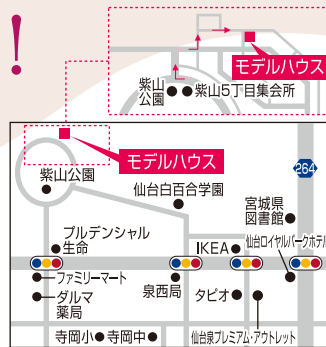 !
モデルハウス
紫山
公園
紫山5丁目集会所
モデルハウス
紫山公園
仙台白百合学園
264
宮城県
図書館
プルデンシャル
生命
IKEA
仙台ロイヤルパークホテル
ファミリーマート
泉西局
タピオ
ダルマ
薬局
寺岡小
寺岡中
仙台泉プレミアム・アウトレット